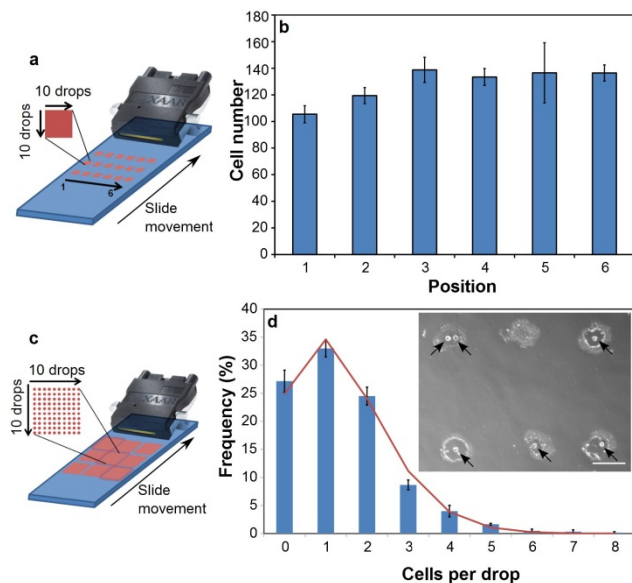 a
10 drops
10 drops
XAAR
1
6
Slide
movement
b
Cell number
180
160
140
120
100
80
60
40
20
0
1 2 3 4 5 6
Position
c
10 drops
10 drops
XAAR
Slide
movement
d
Frequency (%)
40
35
30
25
20
15
10
5
0
0 1 2 3 4 5 6 7 8
Cells per drop